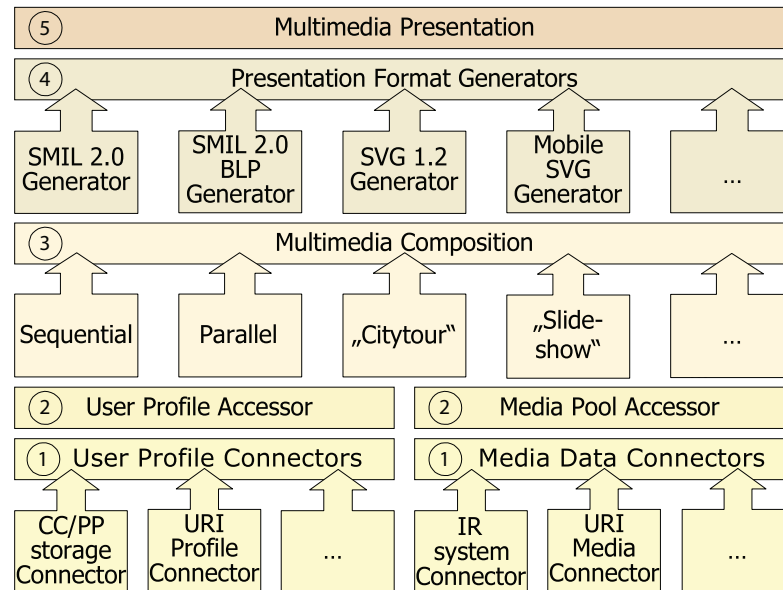 5 Multimedia Presentation
4 Presentation Format Generators
SMIL 2.0
Generator
SMIL 2.0
BLP
Generator
SVG 1.2
Generator
Mobile
SVG
Generator
...
3 Multimedia Composition
Sequential
Parallel
„Citytour“
„Slide-
show“
...
2 User Profile Accessor
2 Media Pool Accessor
1 User Profile Connectors
1 Media Data Connectors
CC/PP
storage
Connector
URI
Profile
Connector
...
IR
system
Connector
URI
Media
Connector
...